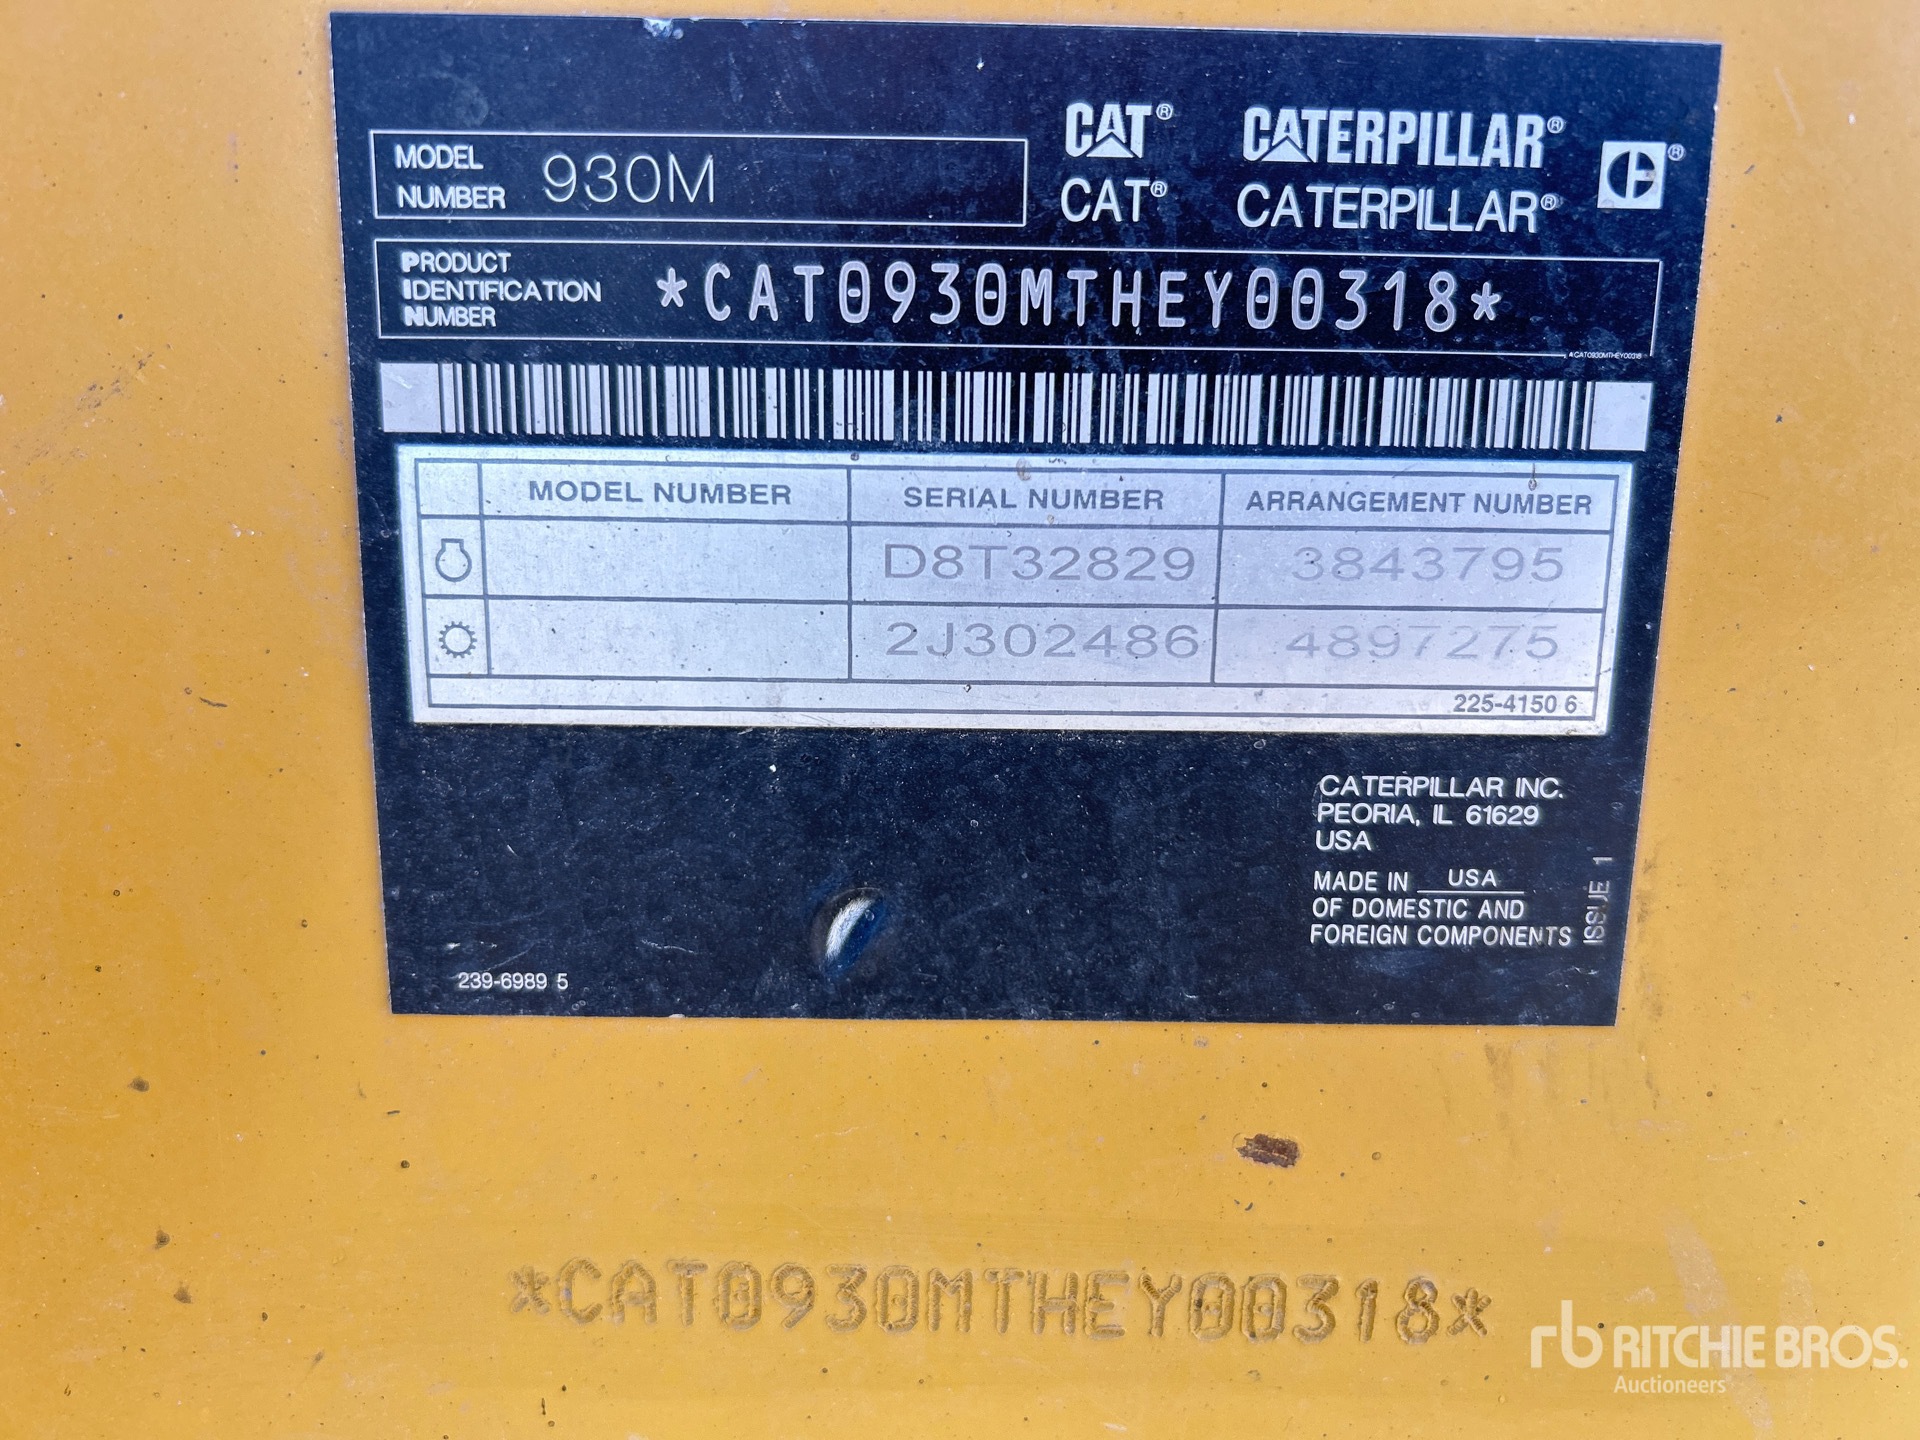 CAT® CATERPILLAR® ®
MODEL NUMBER 930M
CAT® CATERPILLAR®
PRODUCT IDENTIFICATION NUMBER *CAT0930MTHEY00318*
*CAT0930MTHEY00318
MODEL NUMBER SERIAL NUMBER ARRANGEMENT NUMBER
D8T32829 3843795
2J302486 4897275
225-4150 6
CATERPILLAR INC.
PEORIA, IL 61629
USA
MADE IN USA
OF DOMESTIC AND
FOREIGN COMPONENTS
ISSUE 1
239-6989 5
*CAT0930MTHEY00318*
rb RITCHIE BROS.
Auctioneers